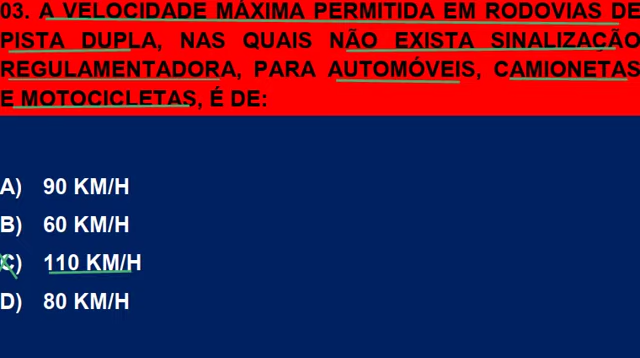 03. A VELOCIDADE MÁXIMA PERMITIDA EM RODOVIAS DE
PISTA DUPLA, NAS QUAIS NÃO EXISTA SINALIZAÇÃO
REGULAMENTADORA, PARA AUTOMÓVEIS, CAMIONETAS
E MOTOCICLETAS, É DE:
A) 90 KM/H
B) 60 KM/H
C) 110 KM/H
D) 80 KM/H